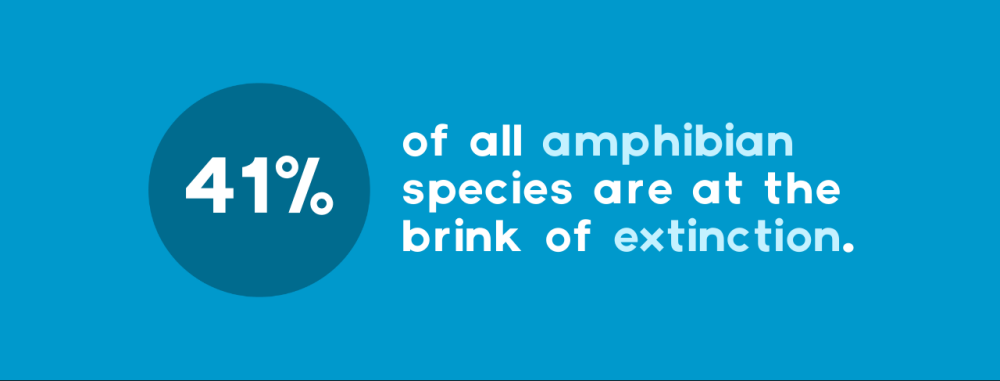 41%
of all amphibian
species are at the
brink of extinction.